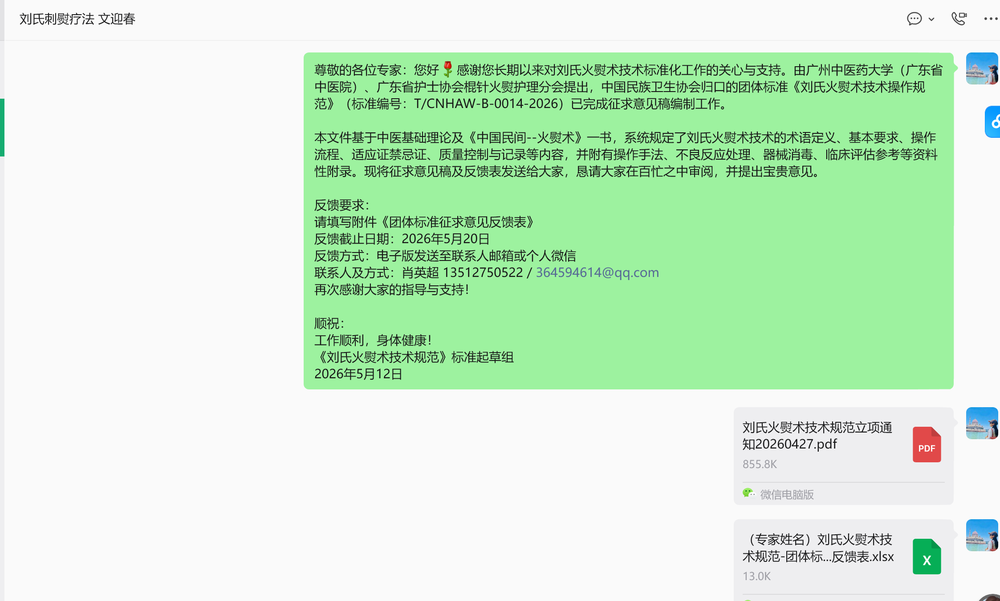 刘氏刺熨疗法 文迎春
尊敬的各位专家：您好🌹感谢您长期以来对刘氏火熨术技术标准化工作的关心与支持。由广州中医药大学（广东省
中医院）、广东省护士协会棍针火熨护理分会提出，中国民族卫生协会归口的团体标准《刘氏火熨术技术操作规
范》（标准编号：T/CNHAW-B-0014-2026）已完成征求意见稿编制工作。
本文件基于中医基础理论及《中国民间--火熨术》一书，系统规定了刘氏火熨术技术的术语定义、基本要求、操作
流程、适应证禁忌证、质量控制与记录等内容，并附有操作手法、不良反应处理、器械消毒、临床评估参考等资料
性附录。现将征求意见稿及反馈表发送给大家，恳请大家在百忙之中审阅，并提出宝贵意见。
反馈要求：
请填写附件《团体标准征求意见反馈表》
反馈截止日期：2026年5月20日
反馈方式：电子版发送至联系人邮箱或个人微信
联系人及方式：肖英超 13512750522 / 364594614@qq.com
再次感谢大家的指导与支持！
顺祝：
工作顺利，身体健康！
《刘氏火熨术技术规范》标准起草组
2026年5月12日
刘氏火熨术技术规范立项通
知20260427.pdf
PDF
855.8K
微信电脑版
（专家姓名）刘氏火熨术技
术规范-团体标...反馈表.xlsx
X
13.0K